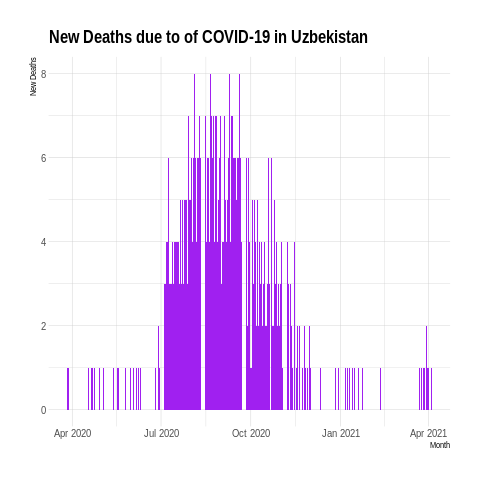 New Deaths due to of COVID-19 in Uzbekistan
New Deaths
8
6
4
2
0
Apr 2020 Jul 2020 Oct 2020 Jan 2021 Apr 2021
Month